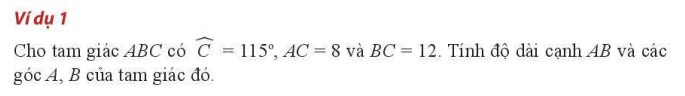 Ví dụ 1
Cho tam giác ABC có Ĉ = 115º, AC = 8 và BC = 12. Tính độ dài cạnh AB và các
góc A, B của tam giác đó.